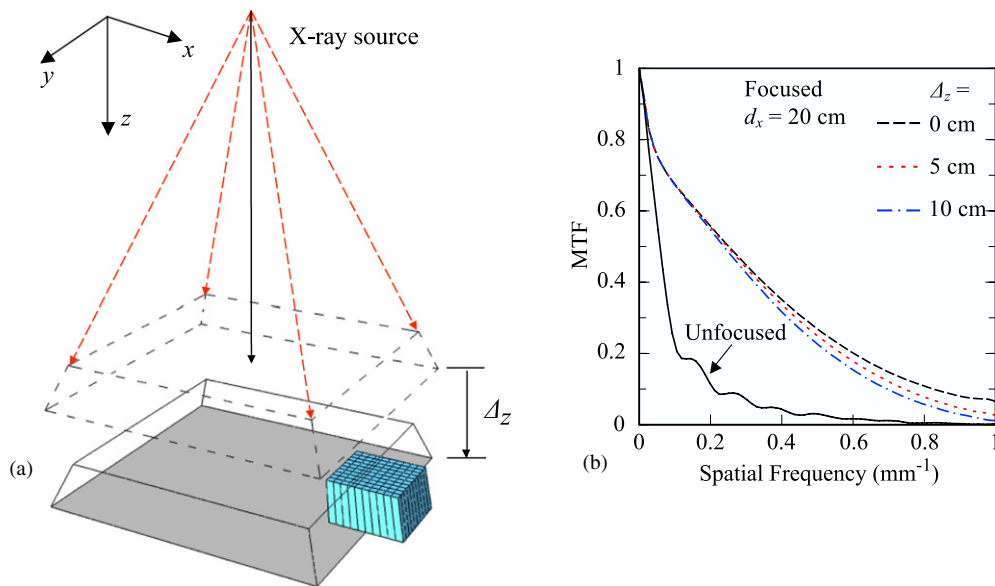 X-ray source
x
y
z
Δz
(a)
1
0.8
0.6
0.4
0.2
0
MTF
Focused
dx = 20 cm
Δz =
0 cm
5 cm
10 cm
Unfocused
0
0.2
0.4
0.6
0.8
1
Spatial Frequency (mm⁻¹)
(b)